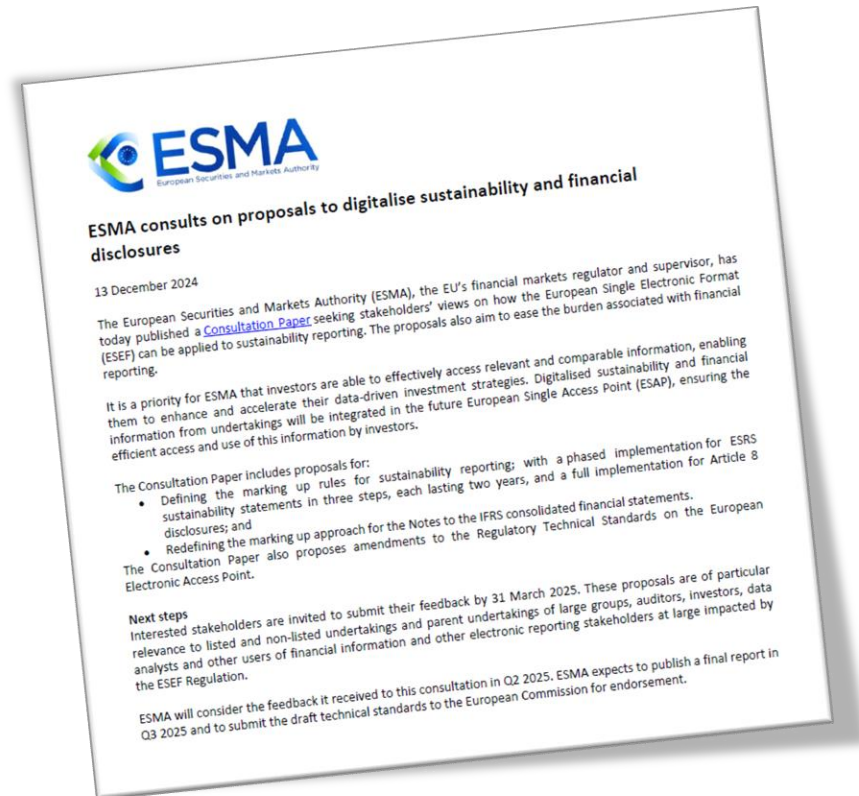 ESMA
European Securities and Markets Authority
ESMA consults on proposals to digitalise sustainability and financial
disclosures
13 December 2024
The European Securities and Markets Authority (ESMA), the EU's financial markets regulator and supervisor, has
today published a Consultation Paper seeking stakeholders' views on how the European Single Electronic Format
(ESEF) can be applied to sustainability reporting. The proposals also aim to ease the burden associated with financial
reporting.
It is a priority for ESMA that investors are able to effectively access relevant and comparable information, enabling
them to enhance and accelerate their data-driven investment strategies. Digitalised sustainability and financial
information from undertakings will be integrated in the future European Single Access Point (ESAP), ensuring the
efficient access and use of this information by investors.
The Consultation Paper includes proposals for:
• Defining the marking up rules for sustainability reporting; with a phased implementation for ESRS
sustainability statements in three steps, each lasting two years, and a full implementation for Article 8
disclosures; and
• Redefining the marking up approach for the Notes to the IFRS consolidated financial statements.
The Consultation Paper also proposes amendments to the Regulatory Technical Standards on the European
Electronic Access Point.
Next steps
Interested stakeholders are invited to submit their feedback by 31 March 2025. These proposals are of particular
relevance to listed and non-listed undertakings and parent undertakings of large groups, auditors, investors, data
analysts and other users of financial information and other electronic reporting stakeholders at large impacted by
the ESEF Regulation.
ESMA will consider the feedback it received to this consultation in Q2 2025. ESMA expects to publish a final report in
Q3 2025 and to submit the draft technical standards to the European Commission for endorsement.